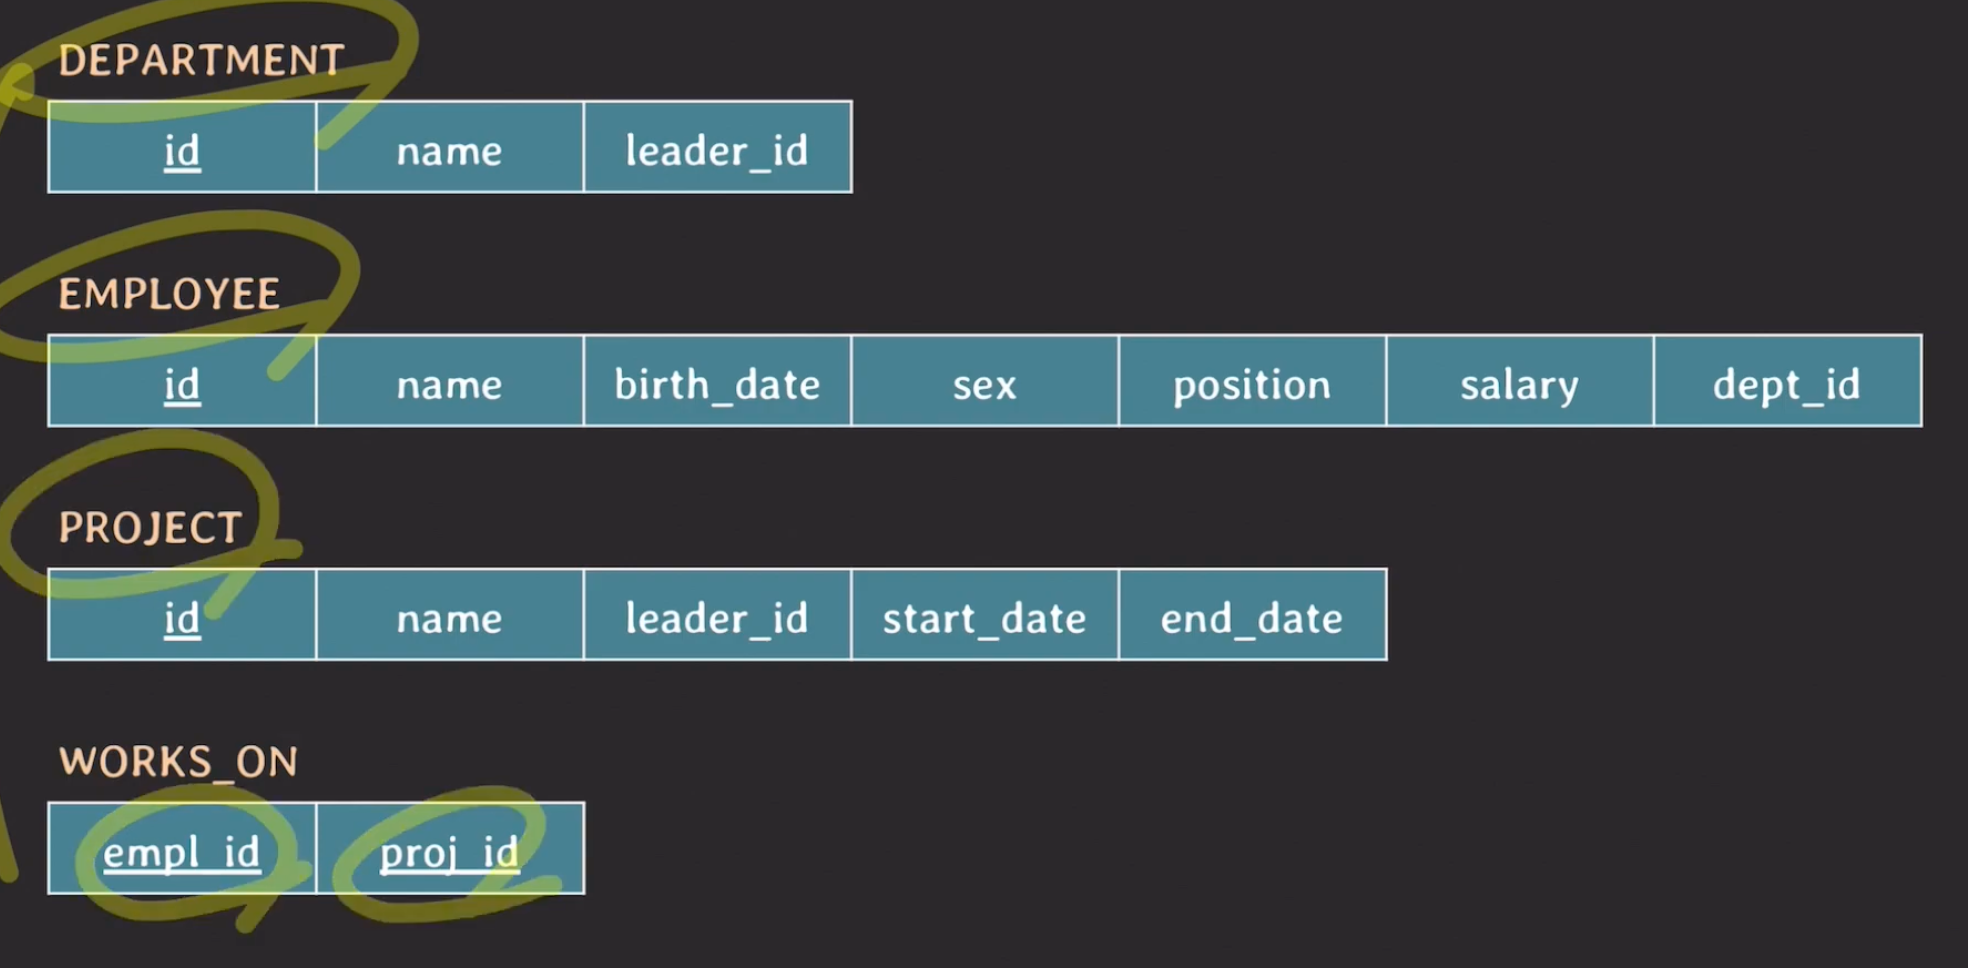 DEPARTMENT
id name leader_id
EMPLOYEE
id name birth_date sex position salary dept_id
PROJECT
id name leader_id start_date end_date
WORKS_ON
empl_id proj_id